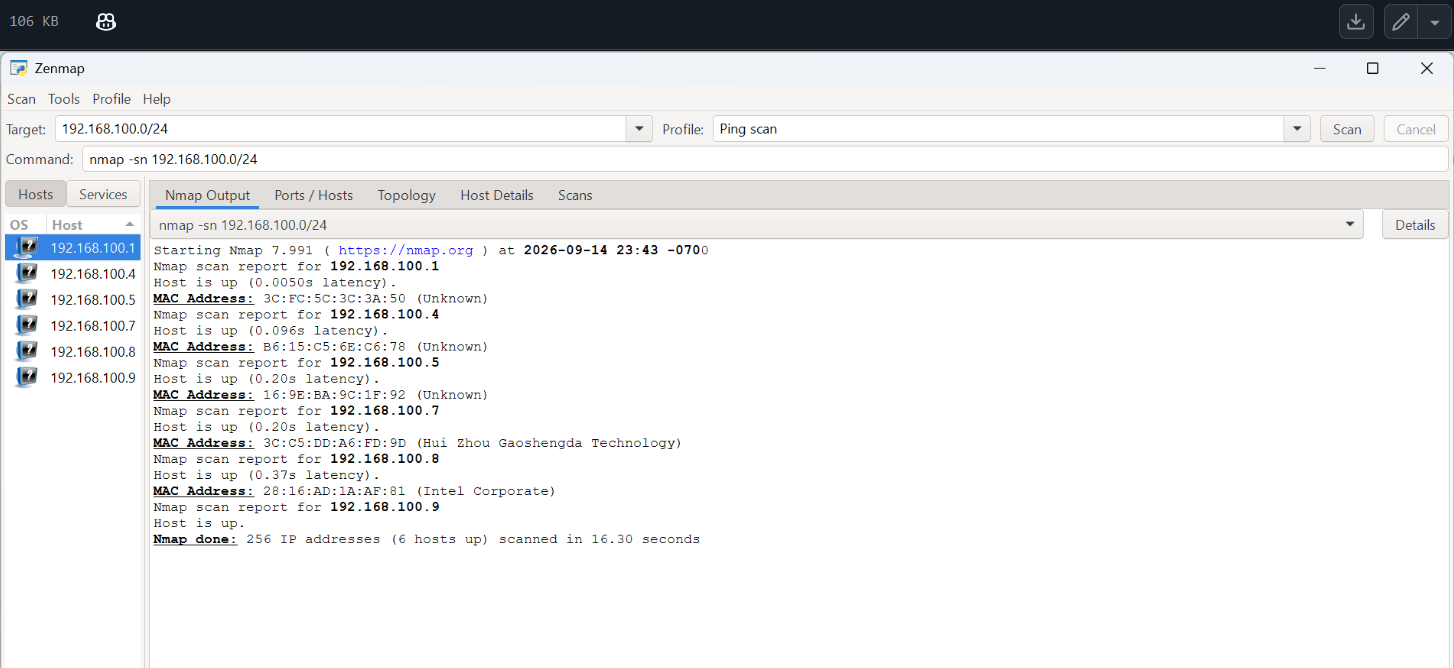 106 KB
Zenmap
Scan Tools Profile Help
Target: 192.168.100.0/24 Profile: Ping scan Scan Cancel
Command: nmap -sn 192.168.100.0/24
Hosts Services
OS Host
192.168.100.1
192.168.100.4
192.168.100.5
192.168.100.7
192.168.100.8
192.168.100.9
Nmap Output Ports / Hosts Topology Host Details Scans
nmap -sn 192.168.100.0/24 Details
Starting Nmap 7.991 ( https://nmap.org ) at 2026-09-14 23:43 -0700
Nmap scan report for 192.168.100.1
Host is up (0.0050s latency).
MAC Address: 3C:FC:5C:3C:3A:50 (Unknown)
Nmap scan report for 192.168.100.4
Host is up (0.096s latency).
MAC Address: B6:15:C5:6E:C6:78 (Unknown)
Nmap scan report for 192.168.100.5
Host is up (0.20s latency).
MAC Address: 16:9E:BA:9C:1F:92 (Unknown)
Nmap scan report for 192.168.100.7
Host is up (0.20s latency).
MAC Address: 3C:C5:DD:A6:FD:9D (Hui Zhou Gaoshengda Technology)
Nmap scan report for 192.168.100.8
Host is up (0.37s latency).
MAC Address: 28:16:AD:1A:AF:81 (Intel Corporate)
Nmap scan report for 192.168.100.9
Host is up.
Nmap done: 256 IP addresses (6 hosts up) scanned in 16.30 seconds